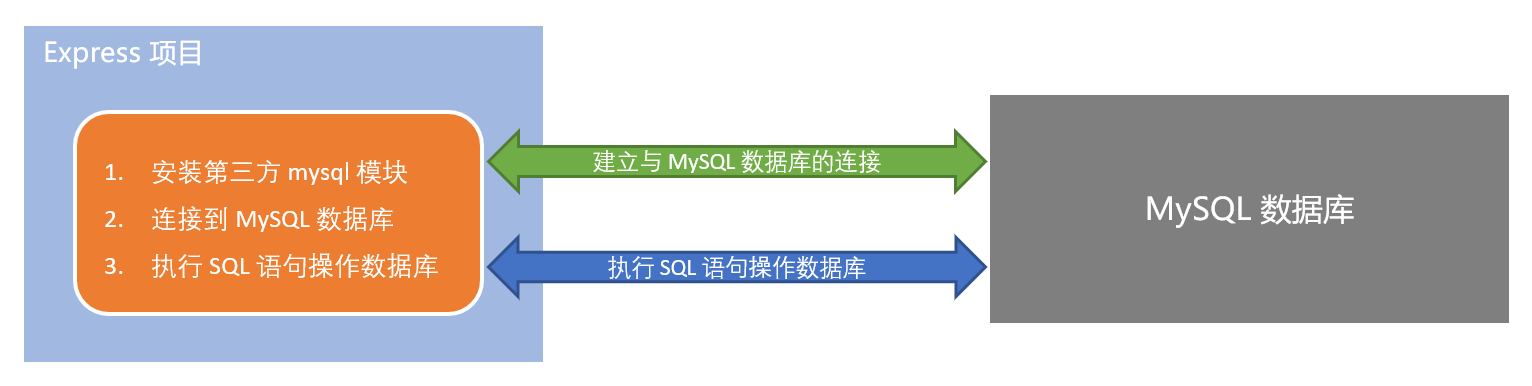 Express 项目
1. 安装第三方 mysql 模块
2. 连接到 MySQL 数据库
3. 执行 SQL 语句操作数据库
建立与 MySQL 数据库的连接
执行 SQL 语句操作数据库
MySQL 数据库